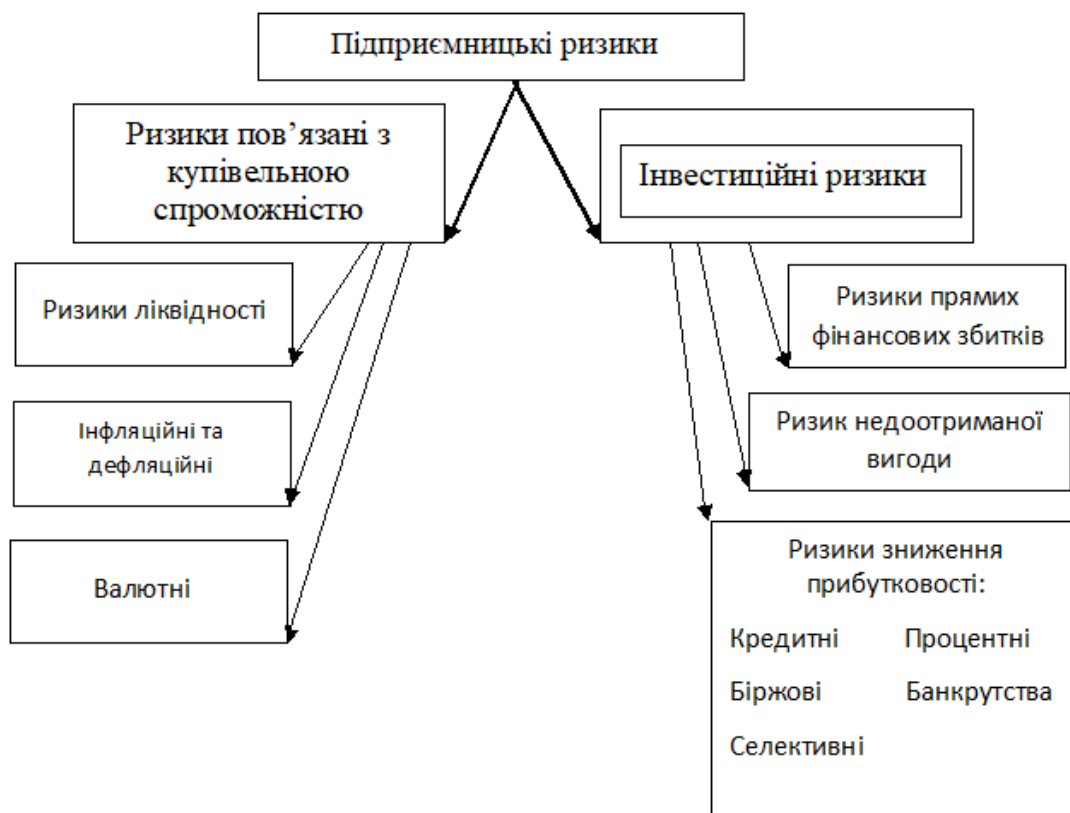 Підприємницькі ризики
Ризики пов’язані з
купівельною
спроможністю
Інвестиційні ризики
Ризики ліквідності
Інфляційні та
дефляційні
Валютні
Ризики прямих
фінансових збитків
Ризик недоотриманої
вигоди
Ризики зниження
прибутковості:
Кредитні Процентні
Біржові Банкрутства
Селективні